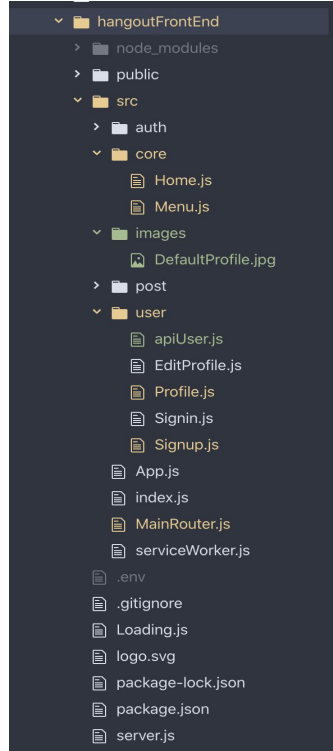 hangoutFrontEnd
node_modules
public
src
auth
core
Home.js
Menu.js
images
DefaultProfile.jpg
post
user
apiUser.js
EditProfile.js
Profile.js
Signin.js
Signup.js
App.js
index.js
MainRouter.js
serviceWorker.js
.env
.gitignore
Loading.js
logo.svg
package-lock.json
package.json
server.js